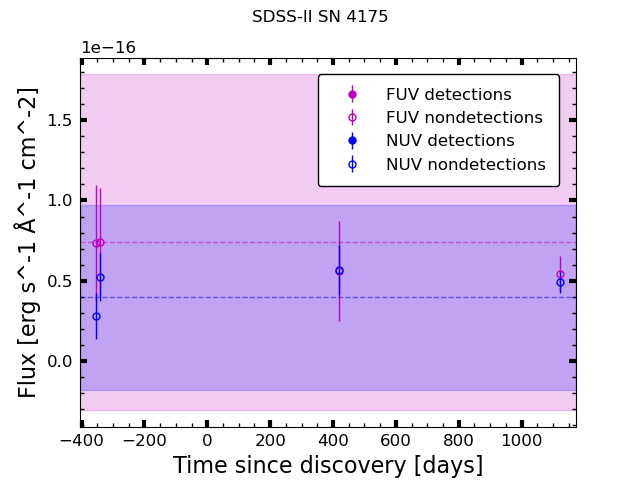 SDSS-II SN 4175
1e−16
FUV detections
FUV nondetections
NUV detections
NUV nondetections
1.5
1.0
0.5
0.0
Flux [erg s^-1 Å^-1 cm^-2]
−400 −200 0 200 400 600 800 1000
Time since discovery [days]